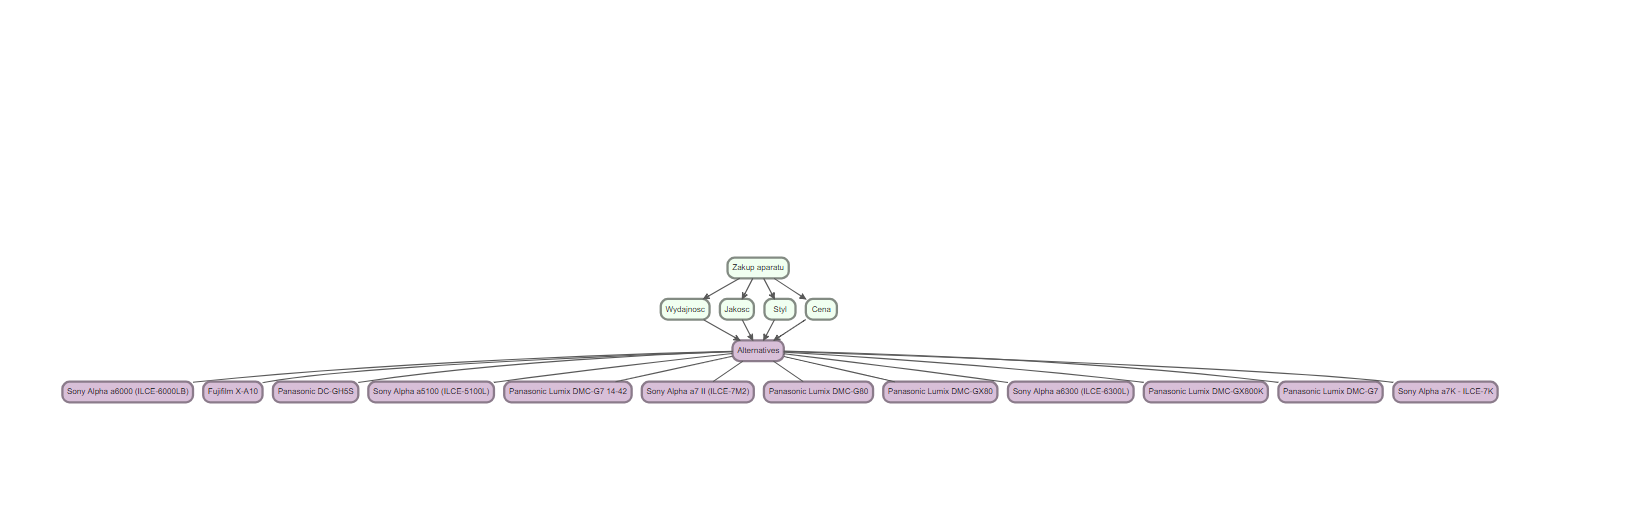 Zakup aparatu
Wydajnosc
Jakosc
Styl
Cena
Alternatives
Sony Alpha a6000 (ILCE-6000LB)
Fujifilm X-A10
Panasonic DC-GH5S
Sony Alpha a5100 (ILCE-5100L)
Panasonic Lumix DMC-G7 14-42
Sony Alpha a7 II (ILCE-7M2)
Panasonic Lumix DMC-G80
Panasonic Lumix DMC-GX80
Sony Alpha a6300 (ILCE-6300L)
Panasonic Lumix DMC-GX800K
Panasonic Lumix DMC-G7
Sony Alpha a7K - ILCE-7K